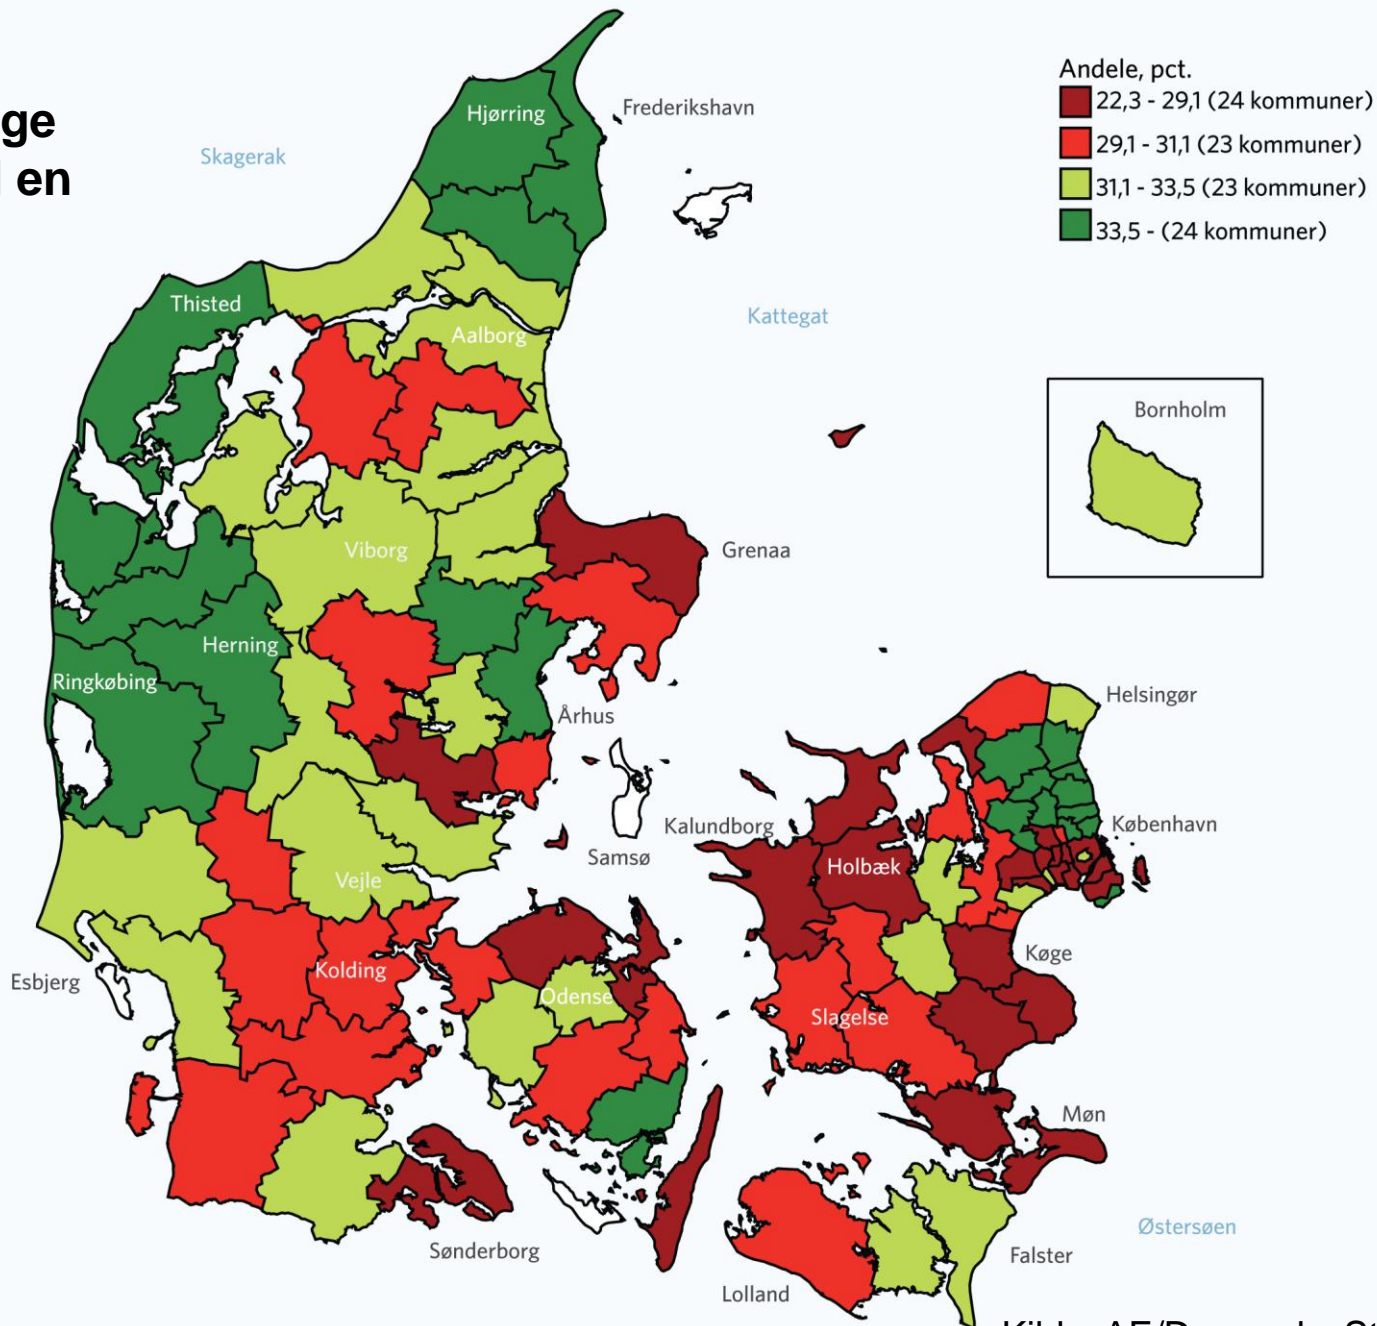 ge
en
Andele, pct.
22,3 - 29,1 (24 kommuner)
29,1 - 31,1 (23 kommuner)
31,1 - 33,5 (23 kommuner)
33,5 - (24 kommuner)
Hjørring
Frederikshavn
Skagerak
Thisted
Kattegat
Aalborg
Bornholm
Viborg
Grenaa
Herning
Ringkøbing
Århus
Helsingør
Kalundborg
København
Samsø
Holbæk
Vejle
Esbjerg
Kolding
Odense
Køge
Slagelse
Møn
Østersøen
Sønderborg
Falster
Lolland